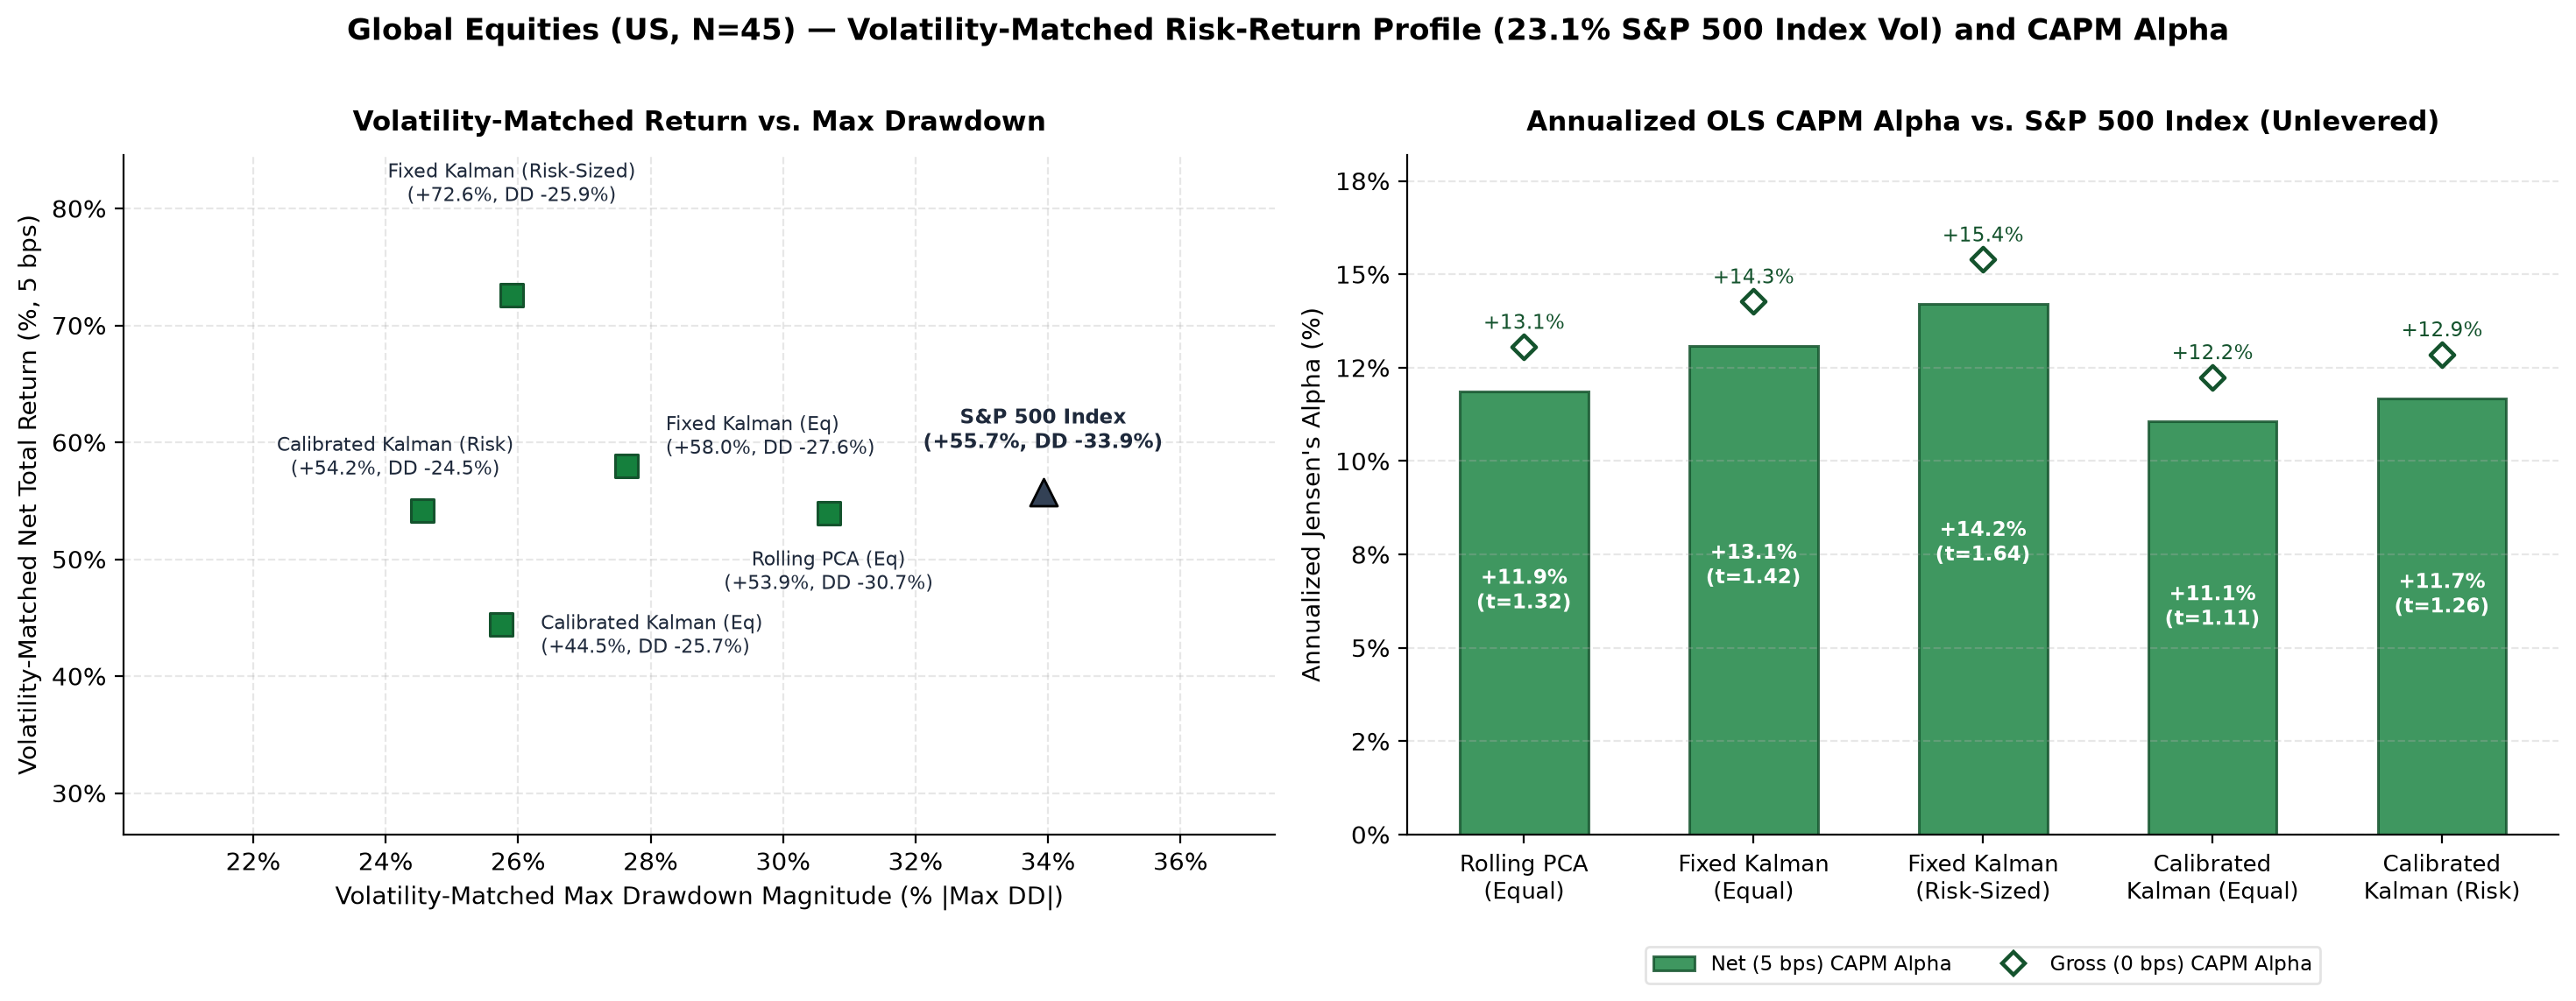 Global Equities (US, N=45) — Volatility-Matched Risk-Return Profile (23.1% S&P 500 Index Vol) and CAPM Alpha
Volatility-Matched Return vs. Max Drawdown
Volatility-Matched Net Total Return (%, 5 bps)
80%
70%
60%
50%
40%
30%
Fixed Kalman (Risk-Sized)
(+72.6%, DD -25.9%)
Fixed Kalman (Eq)
(+58.0%, DD -27.6%)
S&P 500 Index
(+55.7%, DD -33.9%)
Calibrated Kalman (Risk)
(+54.2%, DD -24.5%)
Rolling PCA (Eq)
(+53.9%, DD -30.7%)
Calibrated Kalman (Eq)
(+44.5%, DD -25.7%)
22%
24%
26%
28%
30%
32%
34%
36%
Volatility-Matched Max Drawdown Magnitude (% |Max DD|)
Annualized OLS CAPM Alpha vs. S&P 500 Index (Unlevered)
Annualized Jensen's Alpha (%)
18%
15%
12%
10%
8%
5%
2%
0%
+13.1%
+14.3%
+15.4%
+12.2%
+12.9%
+11.9%
(t=1.32)
+13.1%
(t=1.42)
+14.2%
(t=1.64)
+11.1%
(t=1.11)
+11.7%
(t=1.26)
Rolling PCA
(Equal)
Fixed Kalman
(Equal)
Fixed Kalman
(Risk-Sized)
Calibrated
Kalman (Equal)
Calibrated
Kalman (Risk)
Net (5 bps) CAPM Alpha
Gross (0 bps) CAPM Alpha